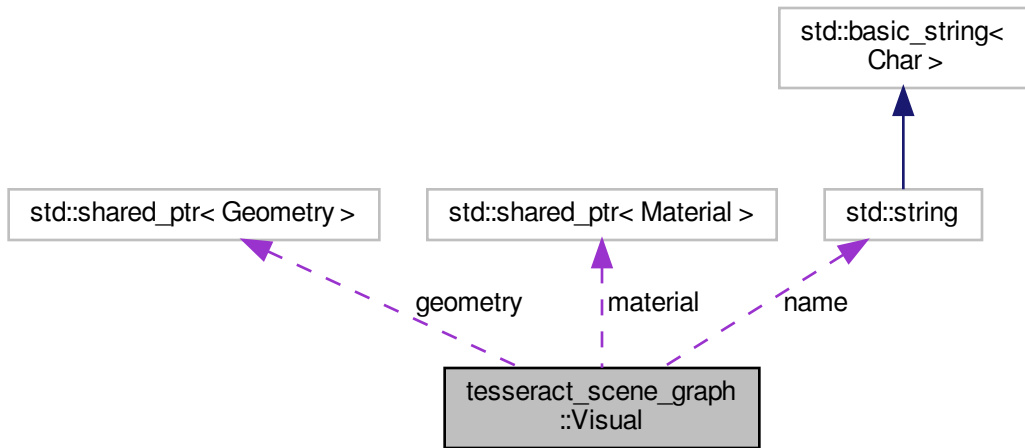 std::basic_string<
Char >
std::shared_ptr< Geometry >
std::shared_ptr< Material >
std::string
geometry
material
name
tesseract_scene_graph
::Visual